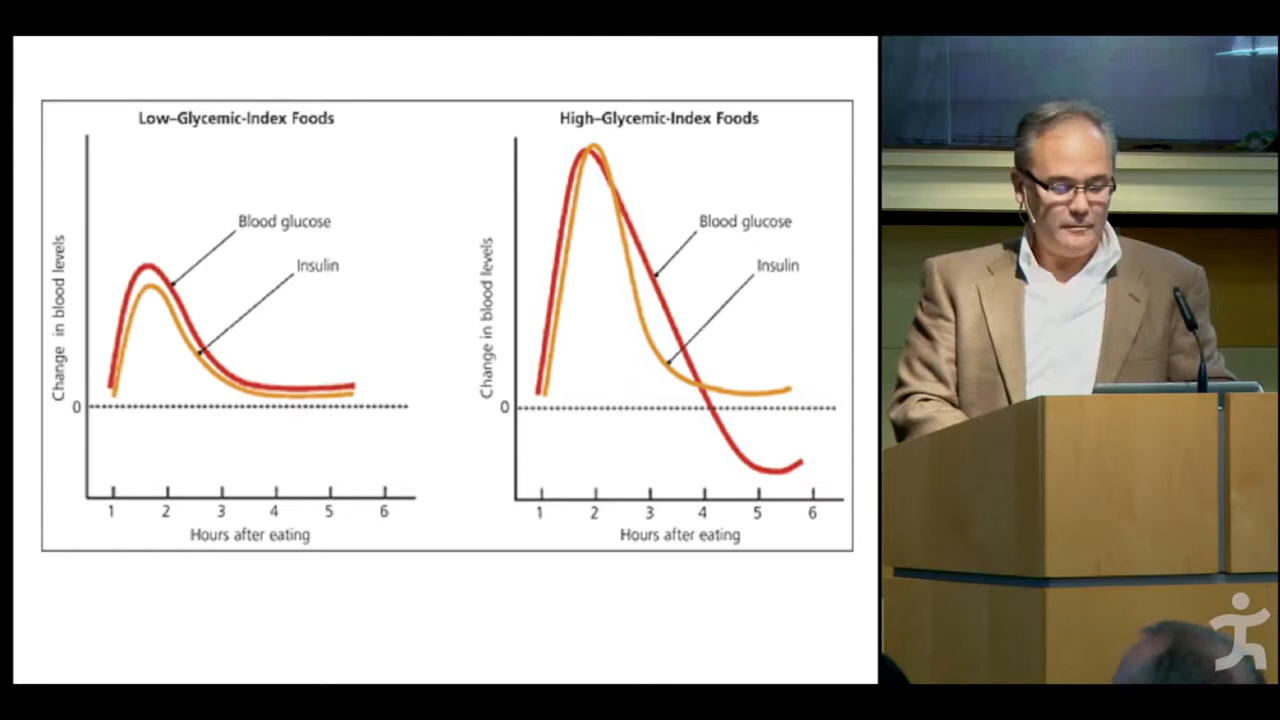 Low–Glycemic-Index Foods
Change in blood levels
Blood glucose
Insulin
0
1 2 3 4 5 6
Hours after eating
High–Glycemic-Index Foods
Change in blood levels
Blood glucose
Insulin
0
1 2 3 4 5 6
Hours after eating